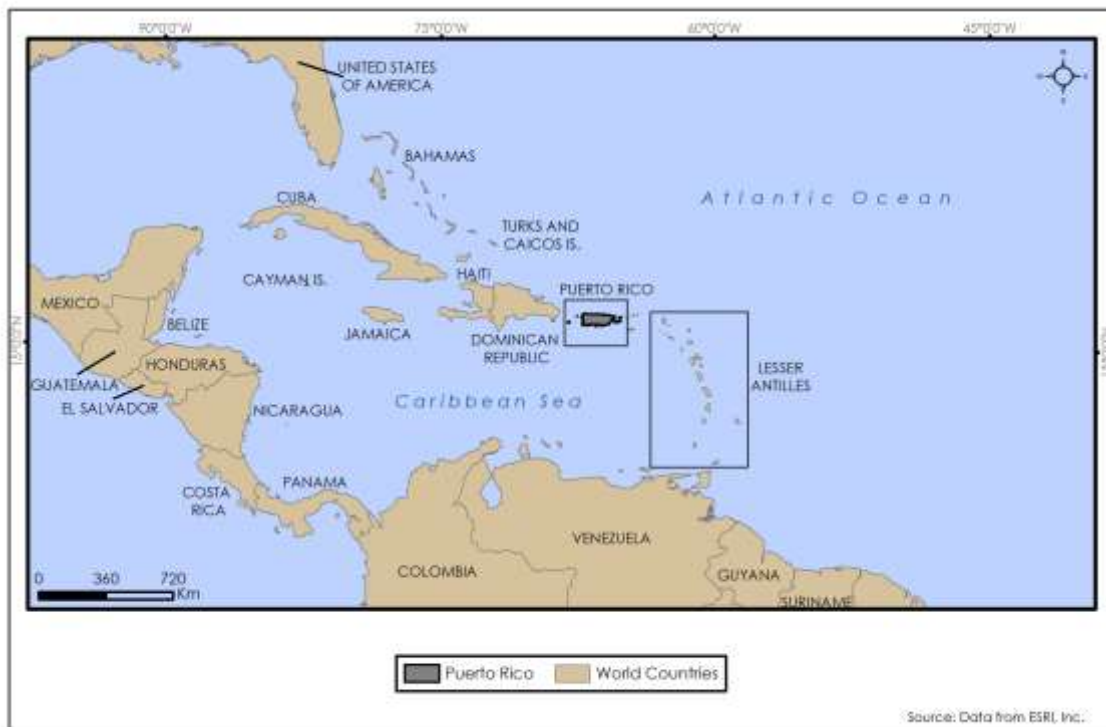 90°0'0"W 75°0'0"W 60°0'0"W 45°0'0"W
UNITED STATES
OF AMERICA
BAHAMAS
Atlantic Ocean
CUBA
TURKS AND
CAICOS IS.
HAITI
CAYMAN IS.
PUERTO RICO
MEXICO
BELIZE
JAMAICA
DOMINICAN
REPUBLIC
15°0'0"N
LESSER
ANTILLES
HONDURAS
GUATEMALA
EL SALVADOR
NICARAGUA
Caribbean Sea
PANAMA
COSTA
RICA
VENEZUELA
COLOMBIA
GUYANA
SURINAME
0 360 720
Km
Puerto Rico World Countries
Source: Data from ESRI, Inc.